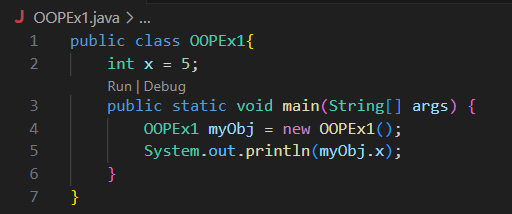 J OOPEx1.java > ...
1 public class OOPEx1{
2 int x = 5;
Run | Debug
3 public static void main(String[] args) {
4 OOPEx1 myObj = new OOPEx1();
5 System.out.println(myObj.x);
6 }
7 }